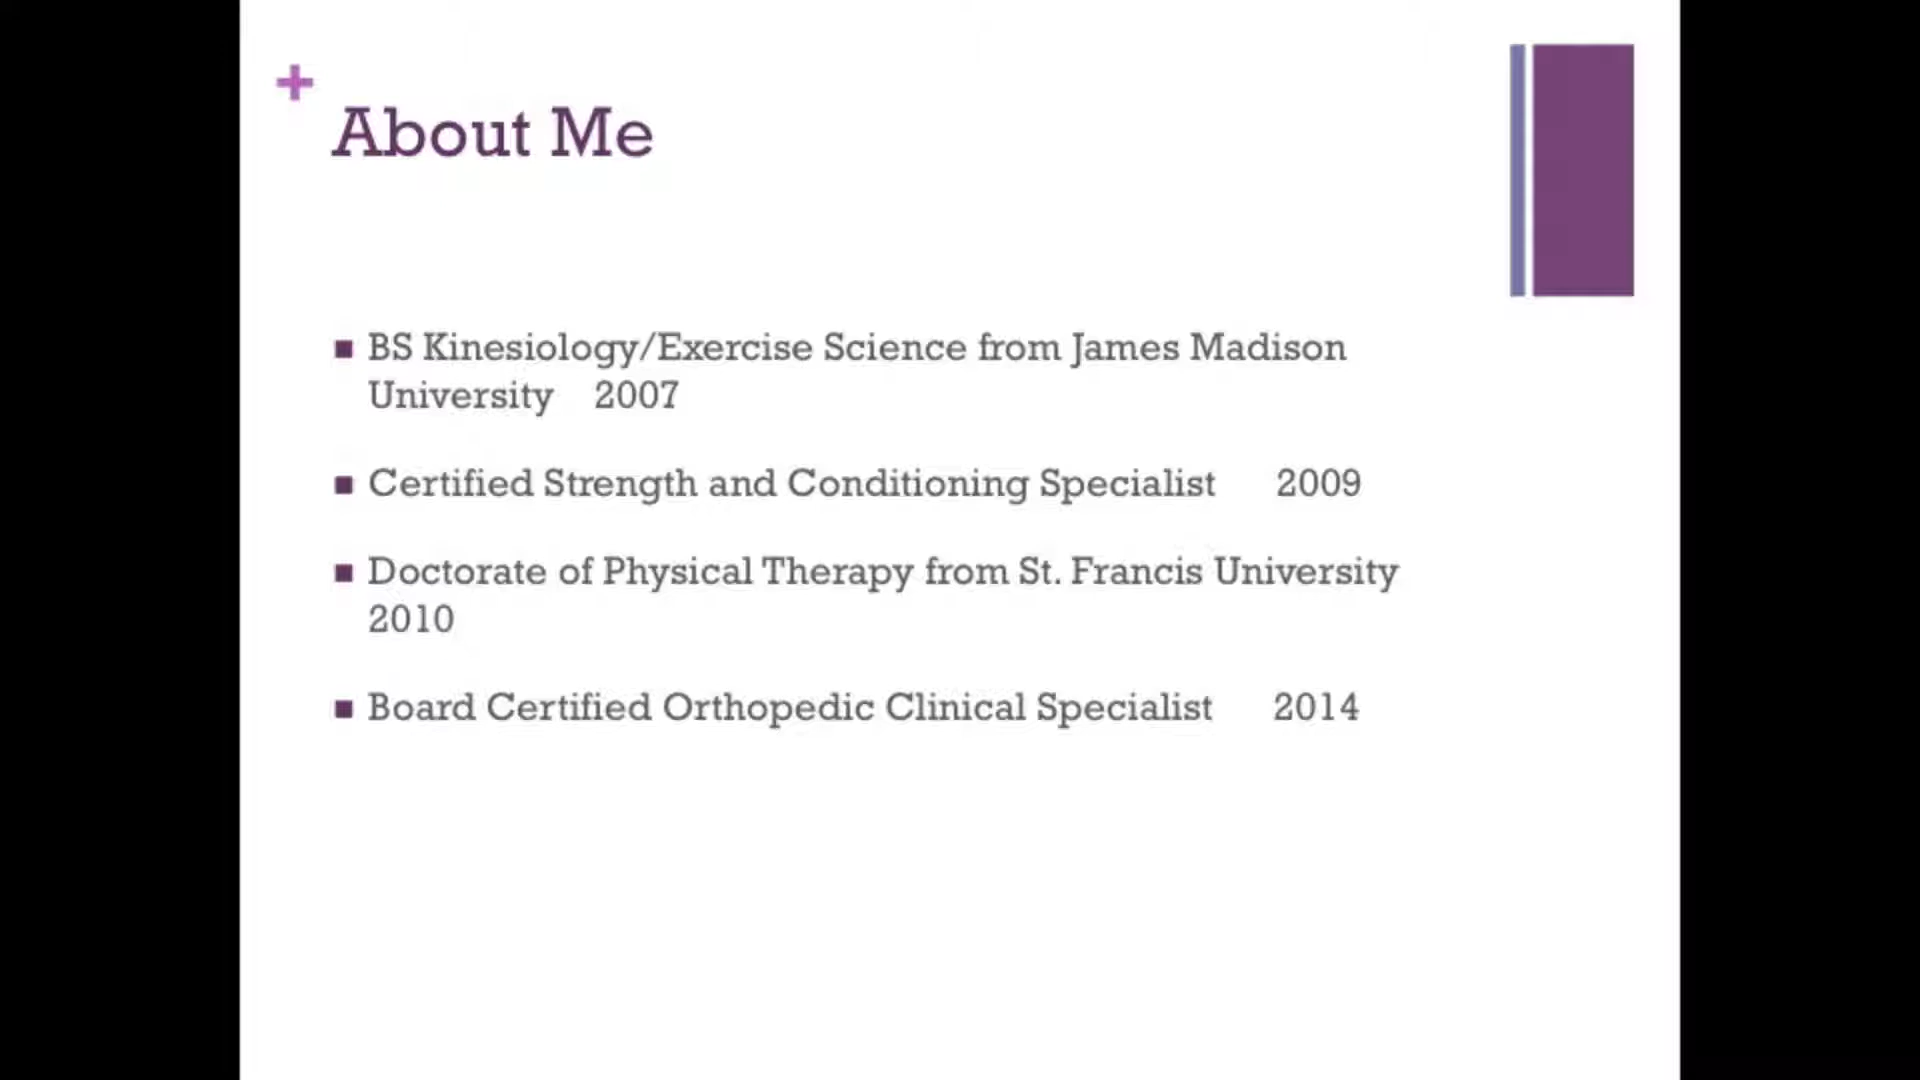 +
About Me
■ BS Kinesiology/Exercise Science from James Madison
University 2007
■ Certified Strength and Conditioning Specialist 2009
■ Doctorate of Physical Therapy from St. Francis University
2010
■ Board Certified Orthopedic Clinical Specialist 2014